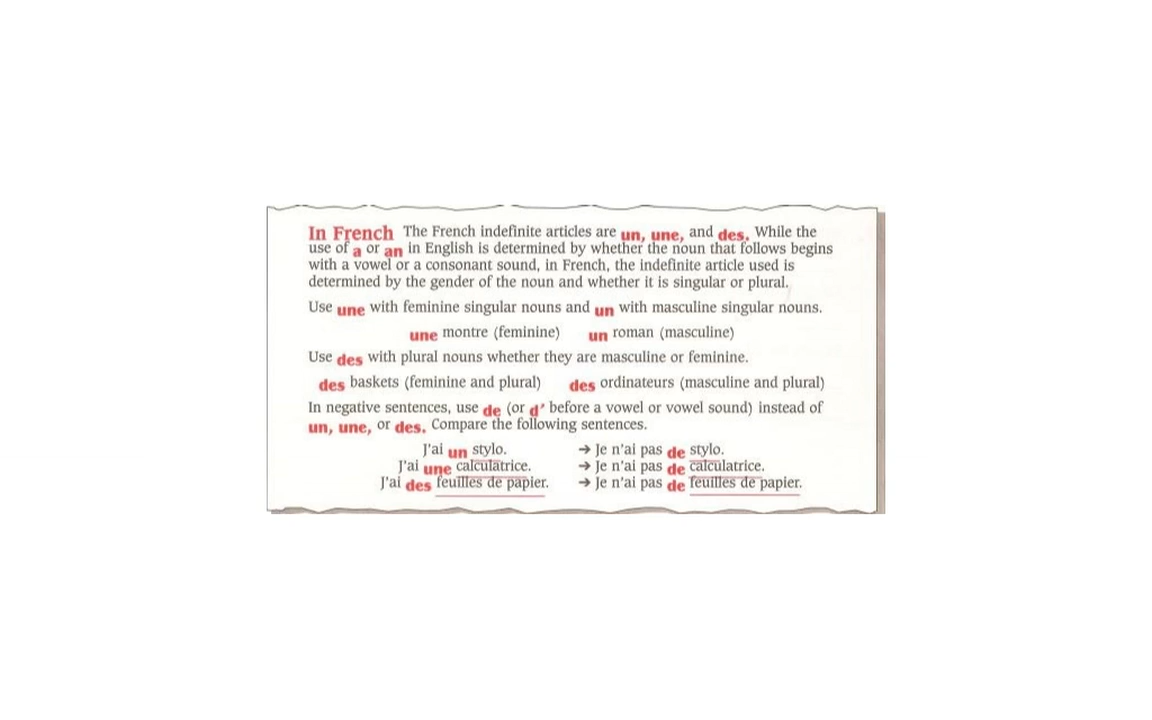 In French The French indefinite articles are un, une, and des. While the
use of a or an in English is determined by whether the noun that follows begins
with a vowel or a consonant sound, in French, the indefinite article used is
determined by the gender of the noun and whether it is singular or plural.
Use une with feminine singular nouns and un with masculine singular nouns.
une montre (feminine) un roman (masculine)
Use des with plural nouns whether they are masculine or feminine.
des baskets (feminine and plural) des ordinateurs (masculine and plural)
In negative sentences, use de (or d' before a vowel or vowel sound) instead of
un, une, or des. Compare the following sentences.
J'ai un stylo. → Je n'ai pas de stylo.
J'ai une calculatrice. → Je n'ai pas de calculatrice.
J'ai des feuilles de papier. → Je n'ai pas de feuilles de papier.